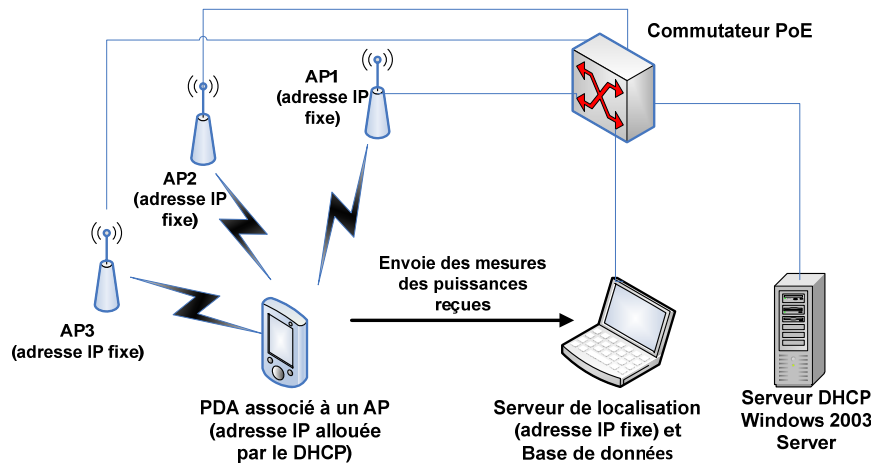 Commutateur PoE
AP1
(adresse IP
fixe)
AP2
(adresse IP
fixe)
AP3
(adresse IP fixe)
Envoie des mesures
des puissances
reçues
PDA associé à un AP
(adresse IP allouée
par le DHCP)
Serveur de localisation
(adresse IP fixe) et
Base de données
Serveur DHCP
Windows 2003
Server